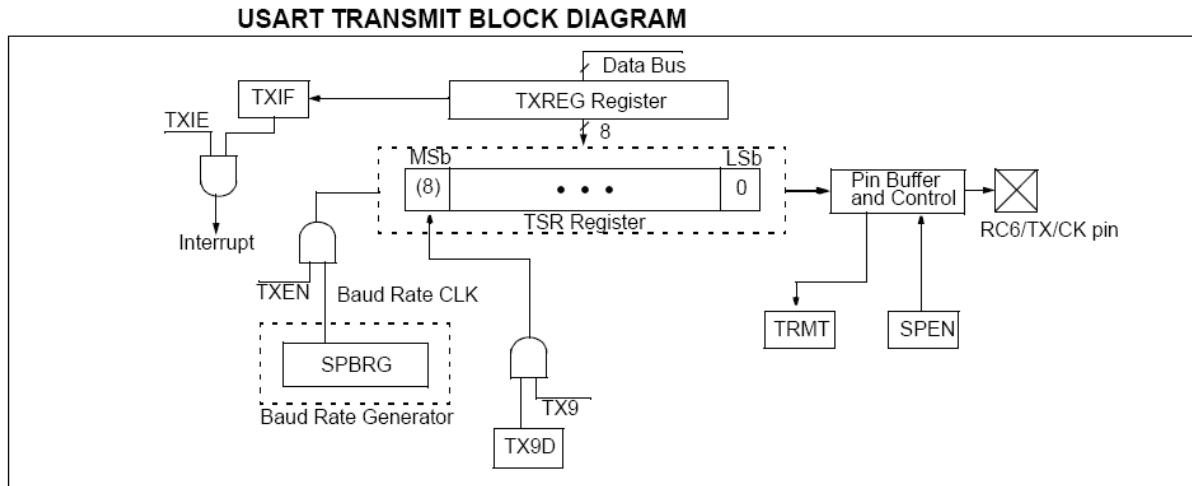 USART TRANSMIT BLOCK DIAGRAM
Data Bus
TXIF
TXREG Register
TXIE
8
MSb
LSb
(8)
• • •
0
Pin Buffer
and Control
TSR Register
Interrupt
RC6/TX/CK pin
TXEN
Baud Rate CLK
TRMT
SPEN
SPBRG
TX9
Baud Rate Generator
TX9D